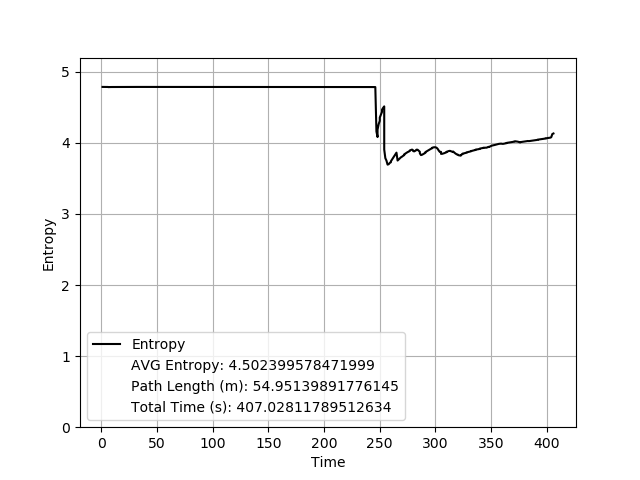 5
4
3
2
1
0
Entropy
Entropy
AVG Entropy: 4.502399578471999
Path Length (m): 54.95139891776145
Total Time (s): 407.02811789512634
0 50 100 150 200 250 300 350 400
Time